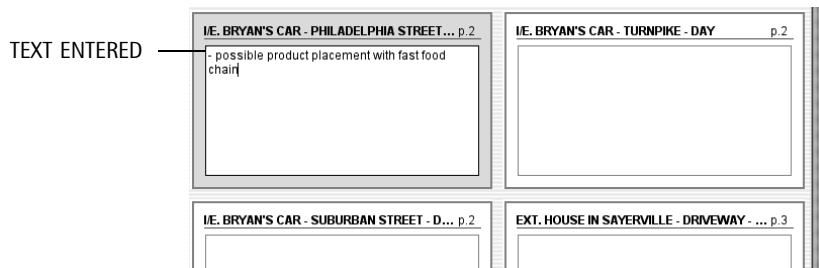 I/E. BRYAN'S CAR - PHILADELPHIA STREET... p.2
I/E. BRYAN'S CAR - TURNPIKE - DAY p.2
TEXT ENTERED
- possible product placement with fast food
chain
I/E. BRYAN'S CAR - SUBURBAN STREET - D... p.2
EXT. HOUSE IN SAYERVILLE - DRIVEWAY - ... p.3